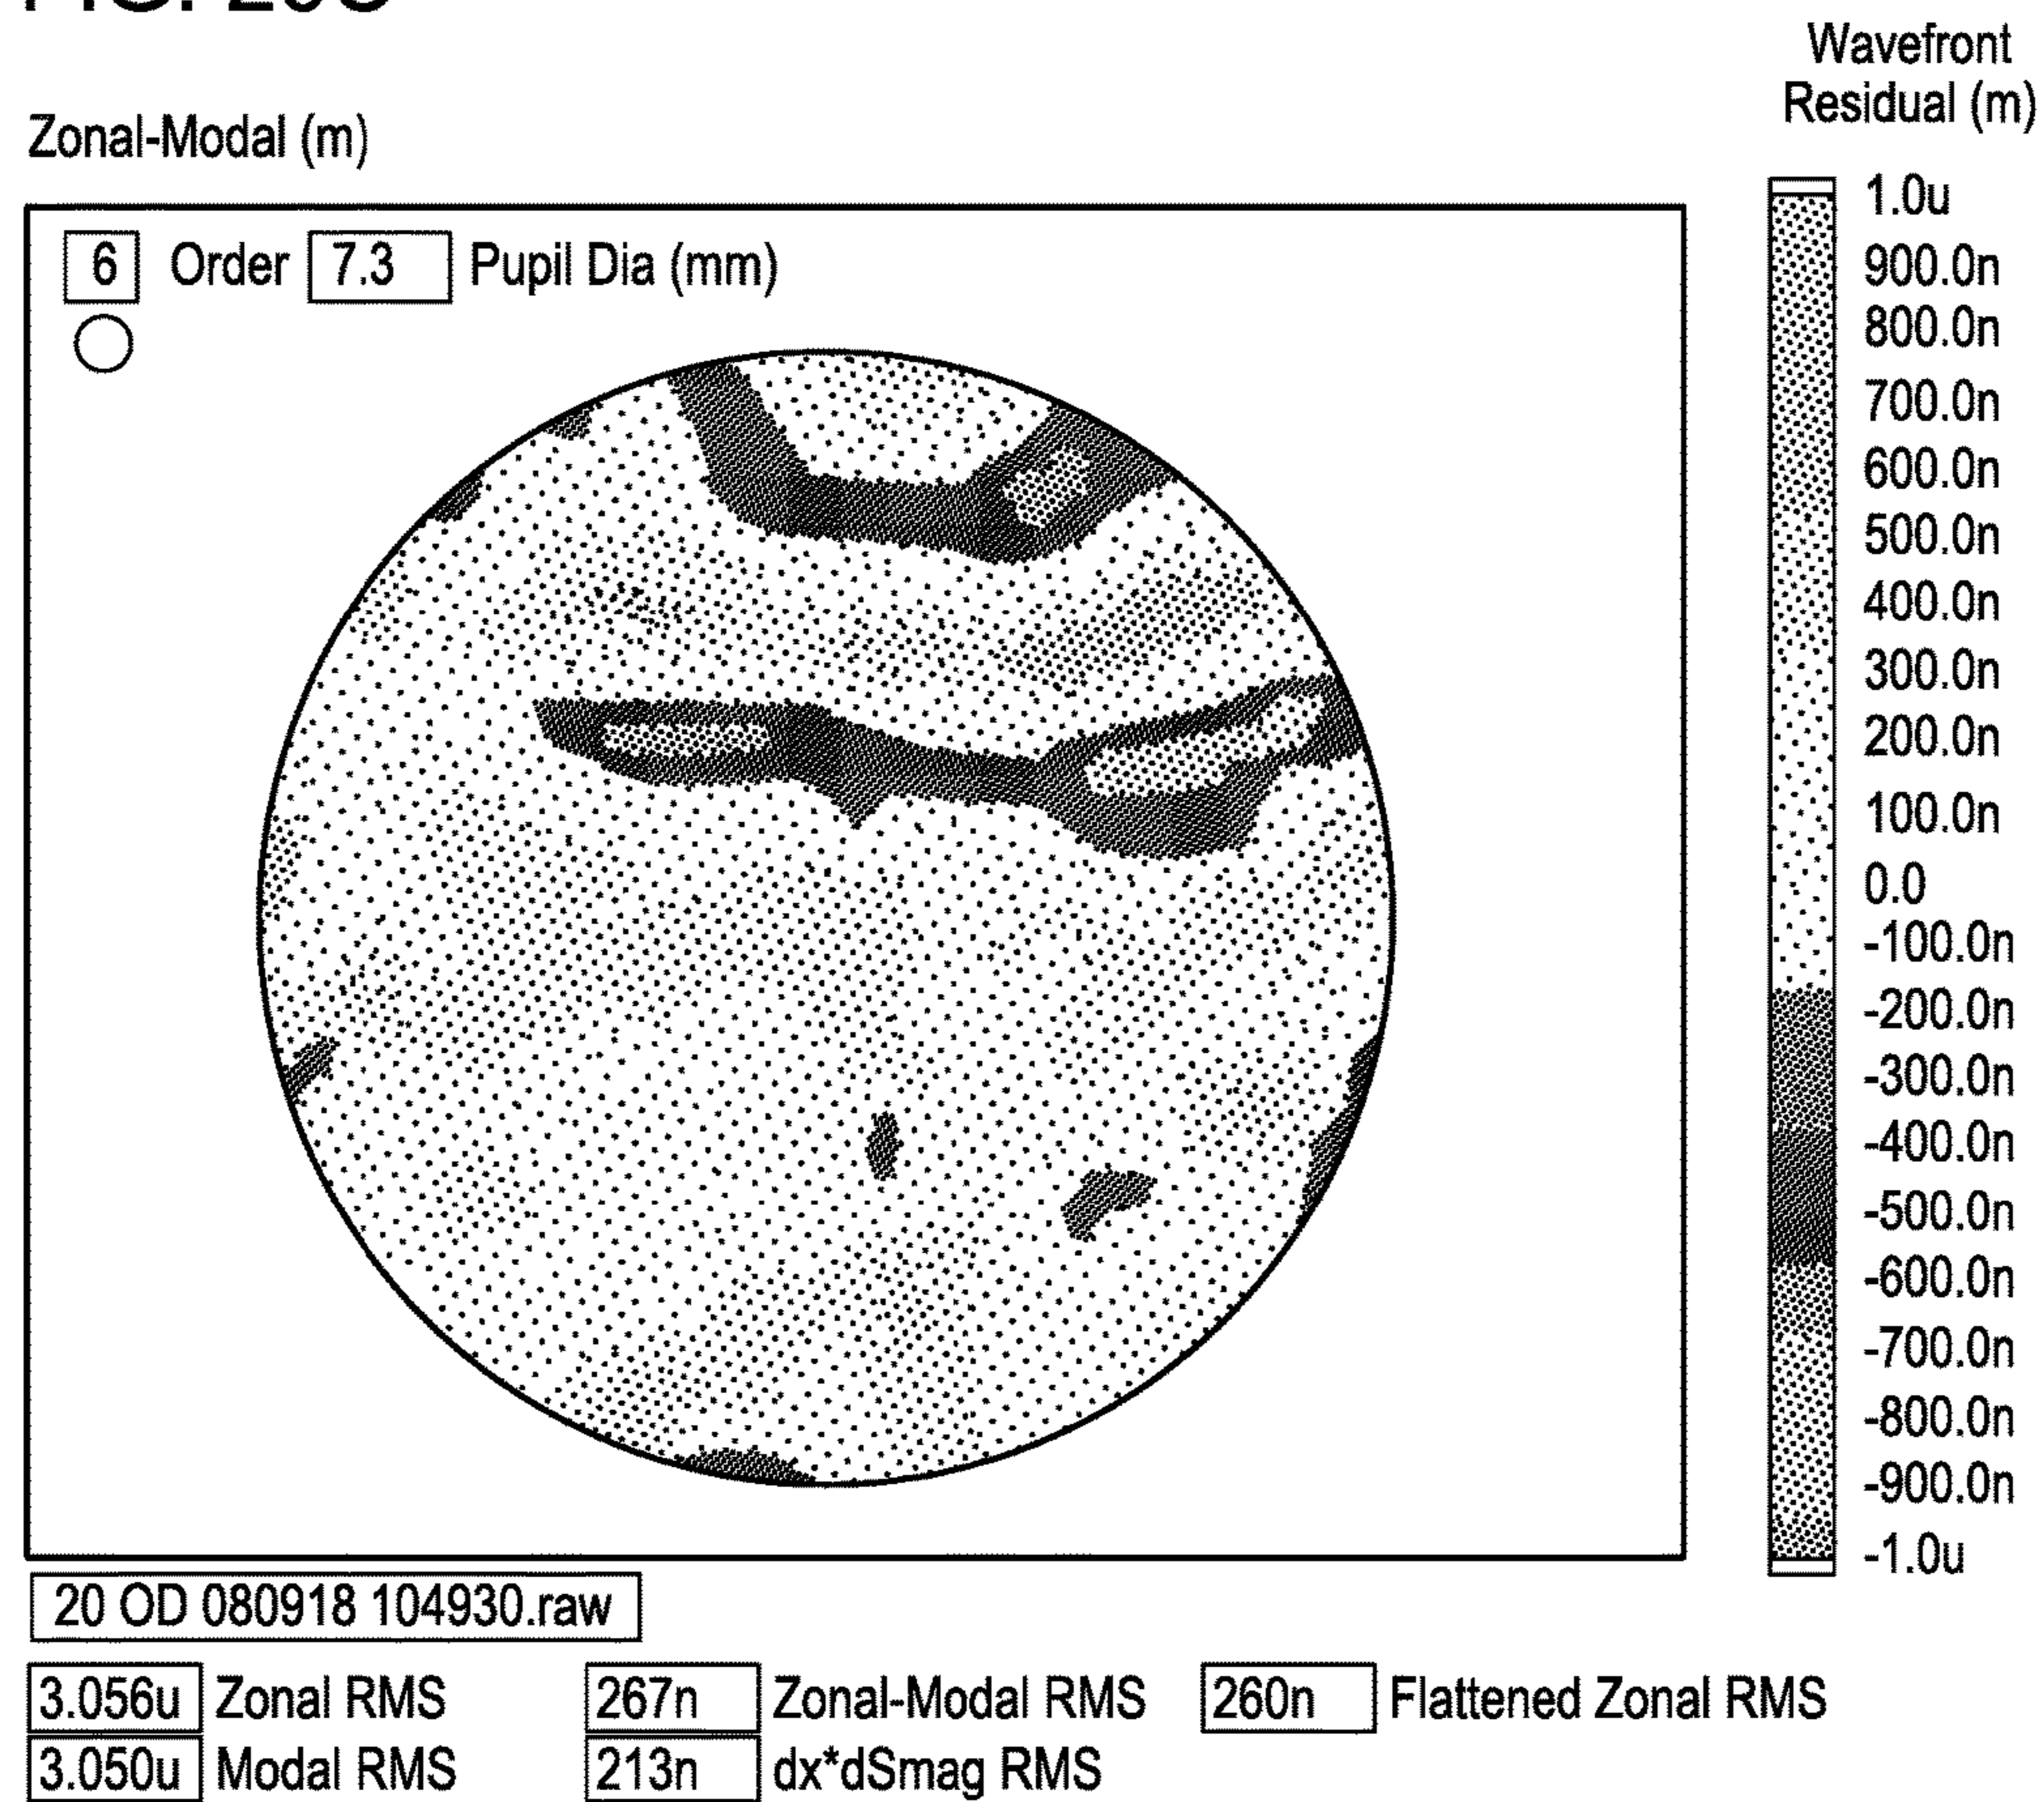 Wavefront
Residual (m)
Zonal-Modal (m)
6 Order 7.3 Pupil Dia (mm)
1.0u
900.0n
800.0n
700.0n
600.0n
500.0n
400.0n
300.0n
200.0n
100.0n
0.0
-100.0n
-200.0n
-300.0n
-400.0n
-500.0n
-600.0n
-700.0n
-800.0n
-900.0n
-1.0u
20 OD 080918 104930.raw
3.056u Zonal RMS 267n Zonal-Modal RMS 260n Flattened Zonal RMS
3.050u Modal RMS 213n dx*dSmag RMS